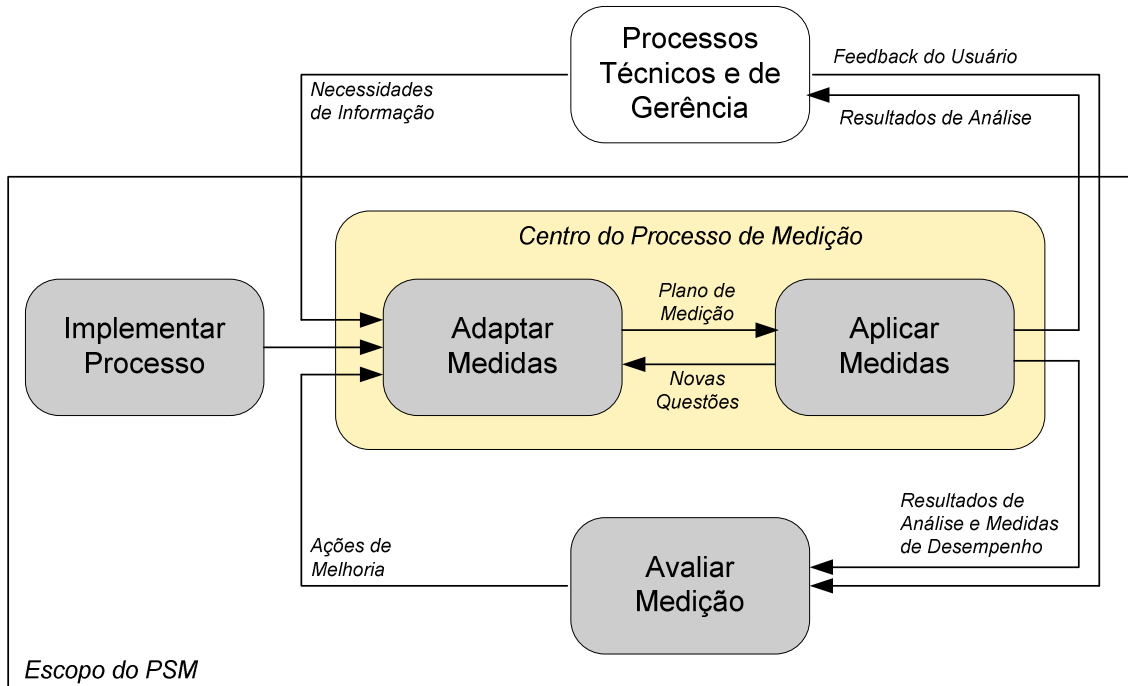 Processos
Técnicos e de
Gerência
Feedback do Usuário
Necessidades
de Informação
Resultados de Análise
Centro do Processo de Medição
Implementar
Processo
Adaptar
Medidas
Plano de
Medição
Novas
Questões
Aplicar
Medidas
Resultados de
Análise e Medidas
de Desempenho
Ações de
Melhoria
Avaliar
Medição
Escopo do PSM